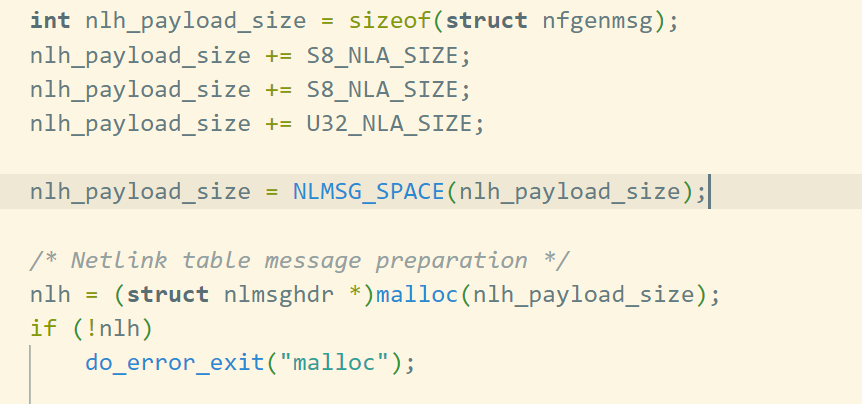 int nlh_payload_size = sizeof(struct nfgenmsg);
nlh_payload_size += S8_NLA_SIZE;
nlh_payload_size += S8_NLA_SIZE;
nlh_payload_size += U32_NLA_SIZE;
nlh_payload_size = NLMSG_SPACE(nlh_payload_size);
/* Netlink table message preparation */
nlh = (struct nlmsghdr *)malloc(nlh_payload_size);
if (!nlh)
    do_error_exit("malloc");